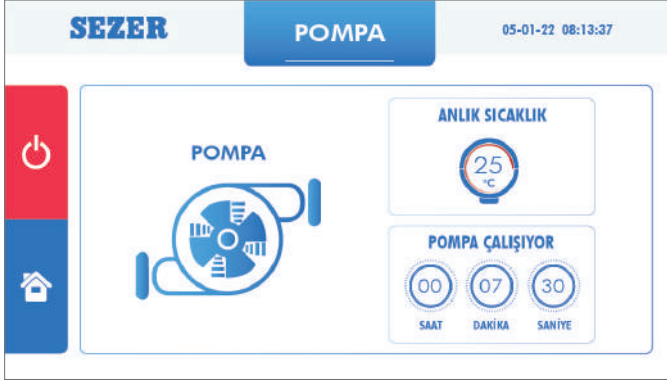 SEZER
POMPA
05-01-22 08:13:37
POMPA
ANLIK SICAKLIK
25
°C
POMPA ÇALIŞIYOR
00 07 30
SAAT DAKİKA SANİYE